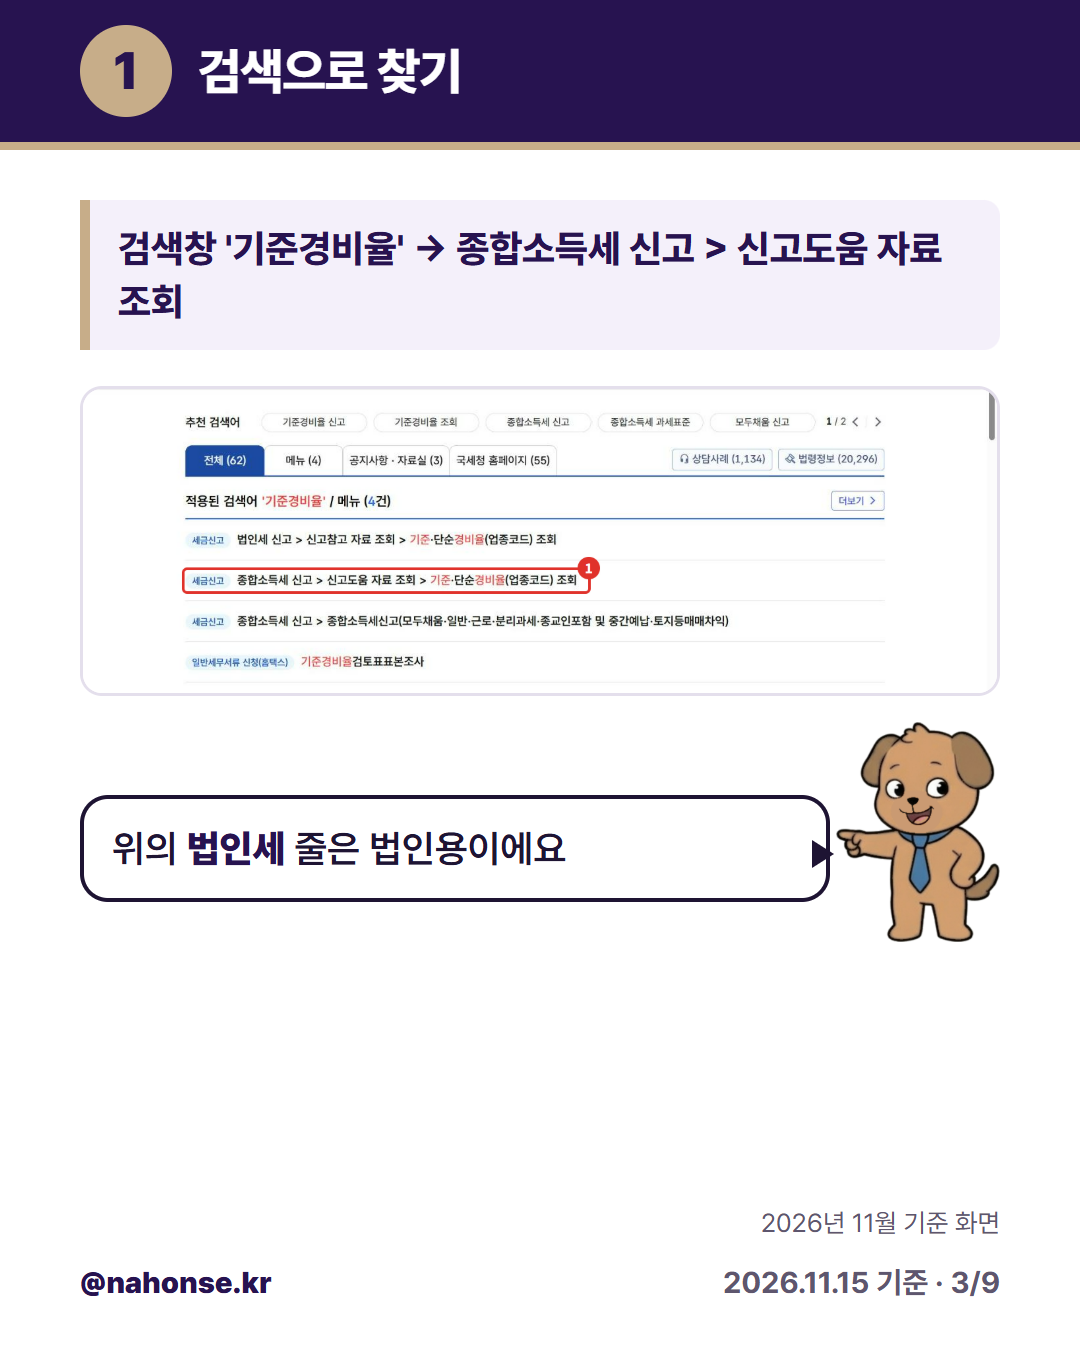 1 검색으로 찾기
검색창 '기준경비율' → 종합소득세 신고 > 신고도움 자료
조회
추천 검색어 기준경비율 신고 기준경비율 조회 종합소득세 신고 종합소득세 과세표준 모두채움 신고 1 / 2 < >
전체 (62) 메뉴 (4) 공지사항 · 자료실 (3) 국세청 홈페이지 (55) 상담사례 (1,134) 법령정보 (20,296)
적용된 검색어 '기준경비율' / 메뉴 (4건) 더보기 >
세금신고 법인세 신고 > 신고참고 자료 조회 > 기준·단순경비율(업종코드) 조회
세금신고 종합소득세 신고 > 신고도움 자료 조회 > 기준·단순경비율(업종코드) 조회 1
세금신고 종합소득세 신고 > 종합소득세신고(모두채움·일반·근로·분리과세·종교인포함 및 중간예납·토지등매매차익)
일반세무서류 신청(홈택스) 기준경비율검토표표본조사
위의 법인세 줄은 법인용이에요
2026년 11월 기준 화면
@nahonse.kr 2026.11.15 기준 · 3/9